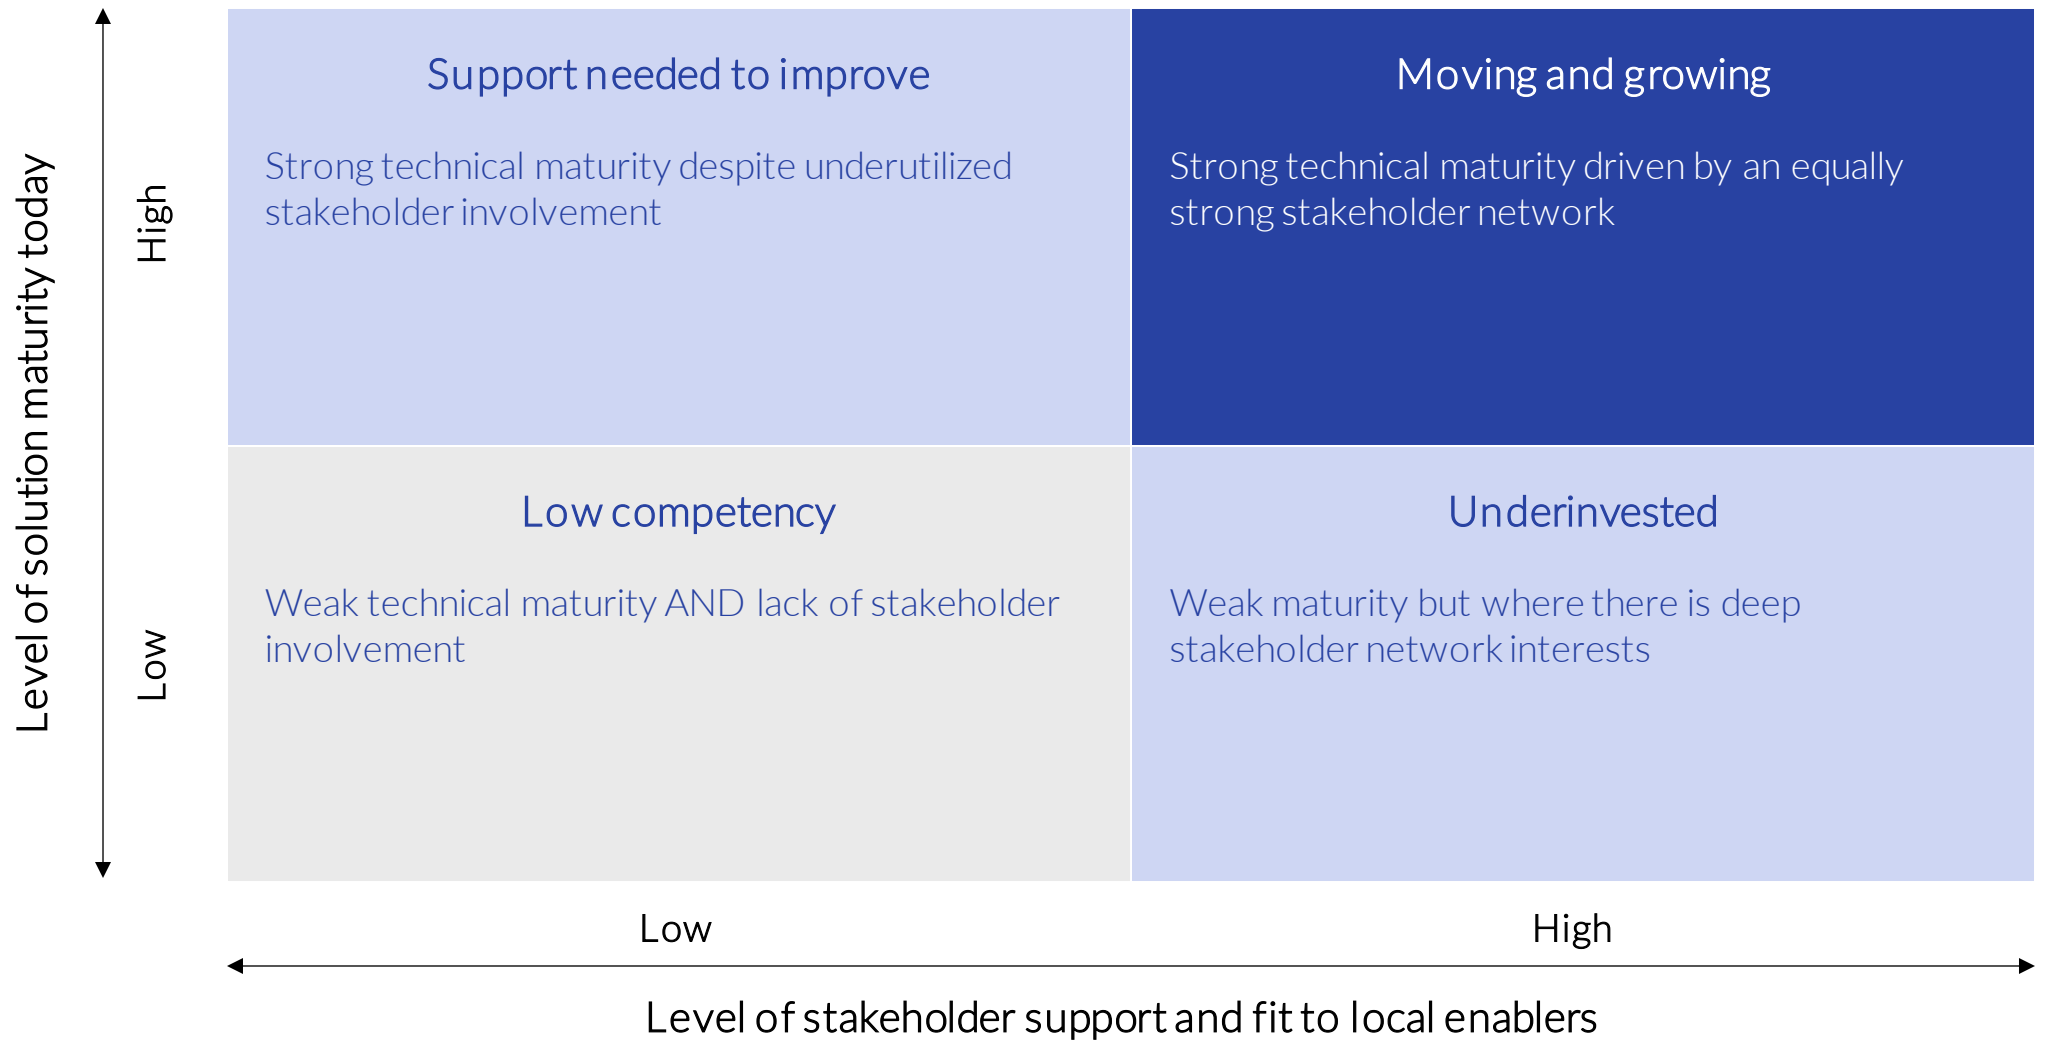 Level of solution maturity today
High
Low
Support needed to improve
Strong technical maturity despite underutilized
stakeholder involvement
Moving and growing
Strong technical maturity driven by an equally
strong stakeholder network
Low competency
Weak technical maturity AND lack of stakeholder
involvement
Underinvested
Weak maturity but where there is deep
stakeholder network interests
Low
High
Level of stakeholder support and fit to local enablers